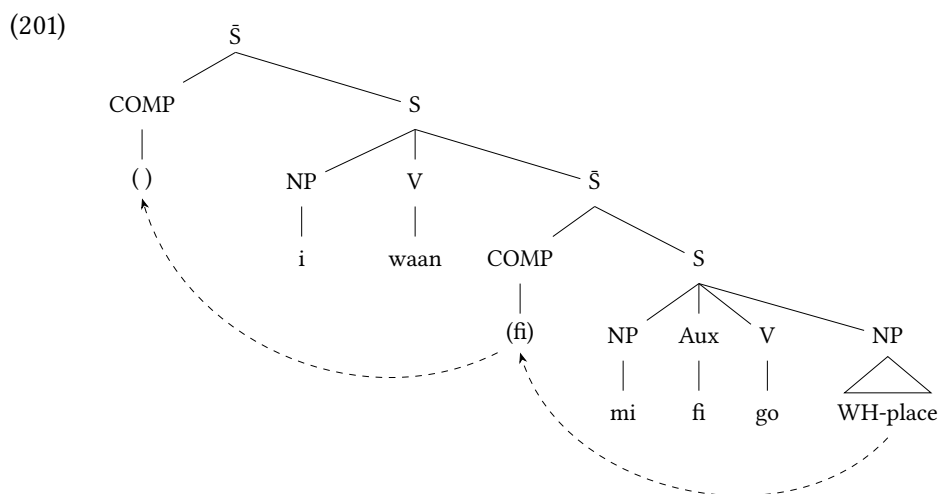 (201)
S̄
COMP S
( ) NP V S̄
i waan COMP S
(fi) NP Aux V NP
mi fi go WH-place